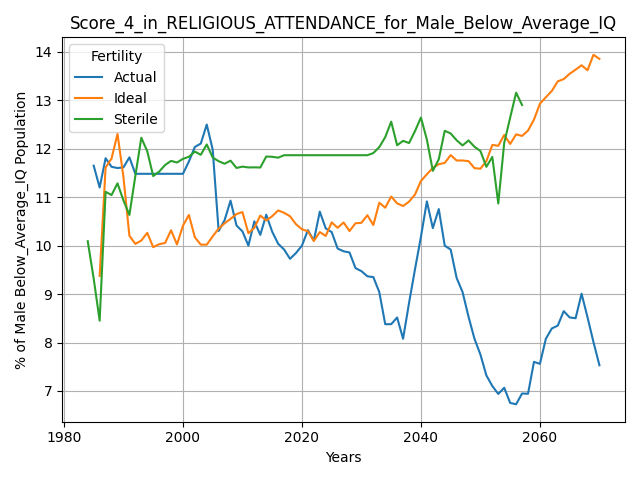 Score_4_in_RELIGIOUS_ATTENDANCE_for_Male_Below_Average_IQ
% of Male Below_Average_IQ Population
14
13
12
11
10
9
8
7
Fertility
Actual
Ideal
Sterile
1980
2000
2020
2040
2060
Years